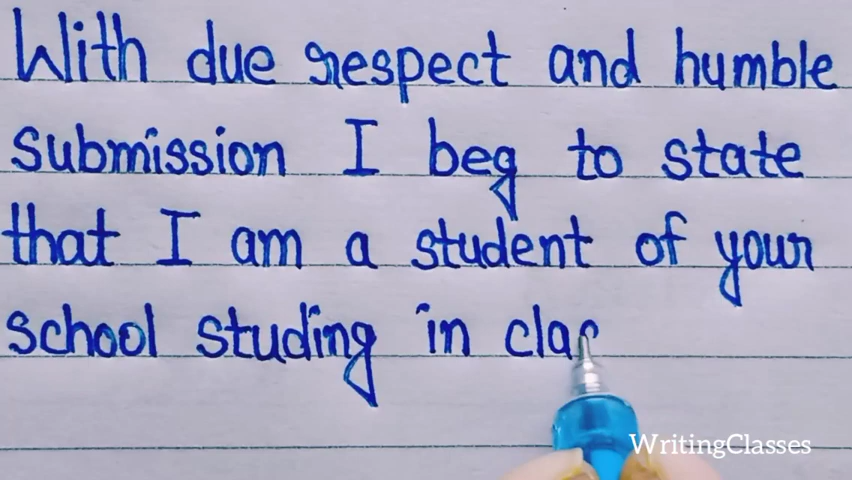 With due respect and humble
submission I beg to state
that I am a student of your
school studing in clas
WritingClasses